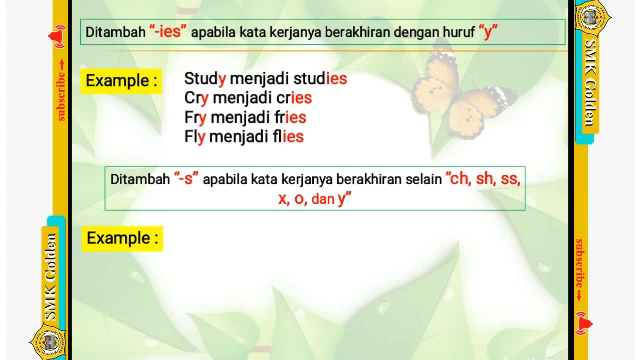 Ditambah “-ies” apabila kata kerjanya berakhiran dengan huruf “y”
Example :
Study menjadi studies
Cry menjadi cries
Fry menjadi fries
Fly menjadi flies
Ditambah “-s” apabila kata kerjanya berakhiran selain “ch, sh, ss,
x, o, dan y”
Example :
subscribe
SMK Golden
SMK Golden
subscribe